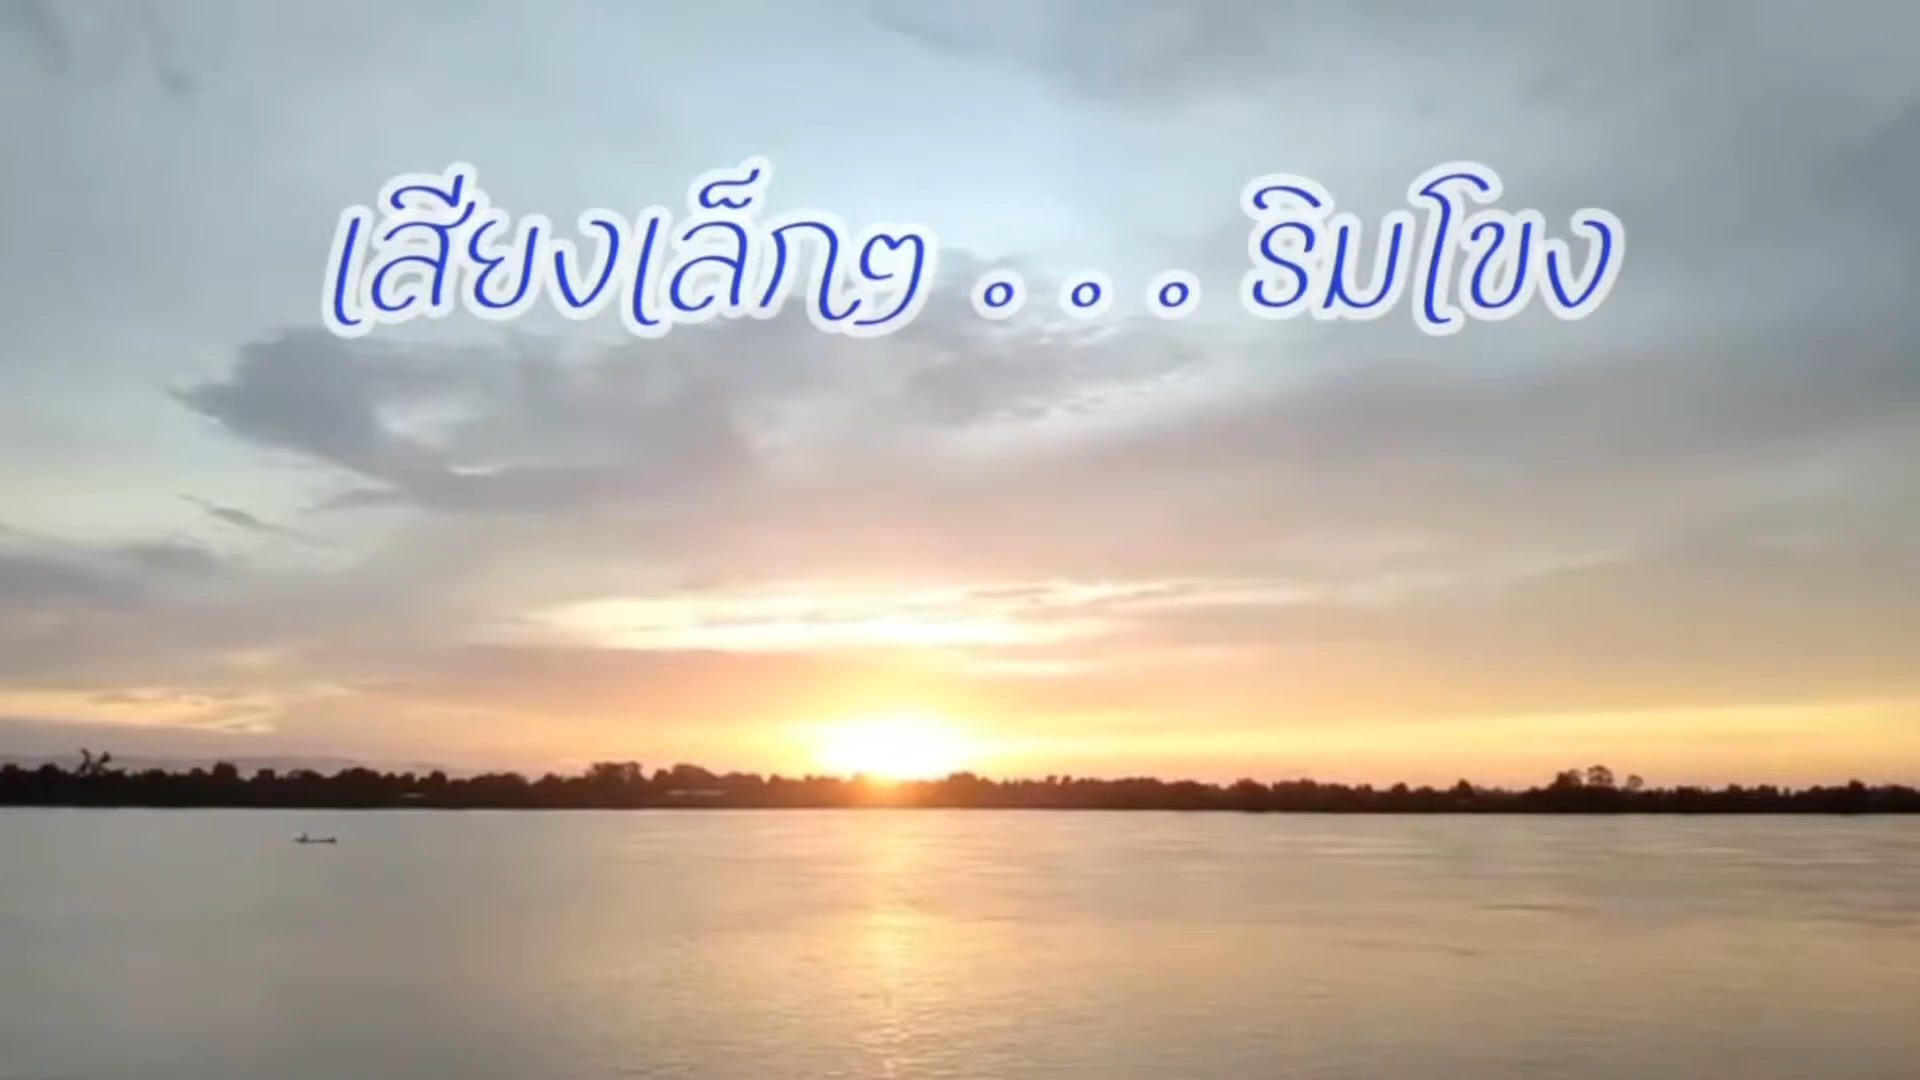 เสียงเล็กๆ . . . ริมโขง